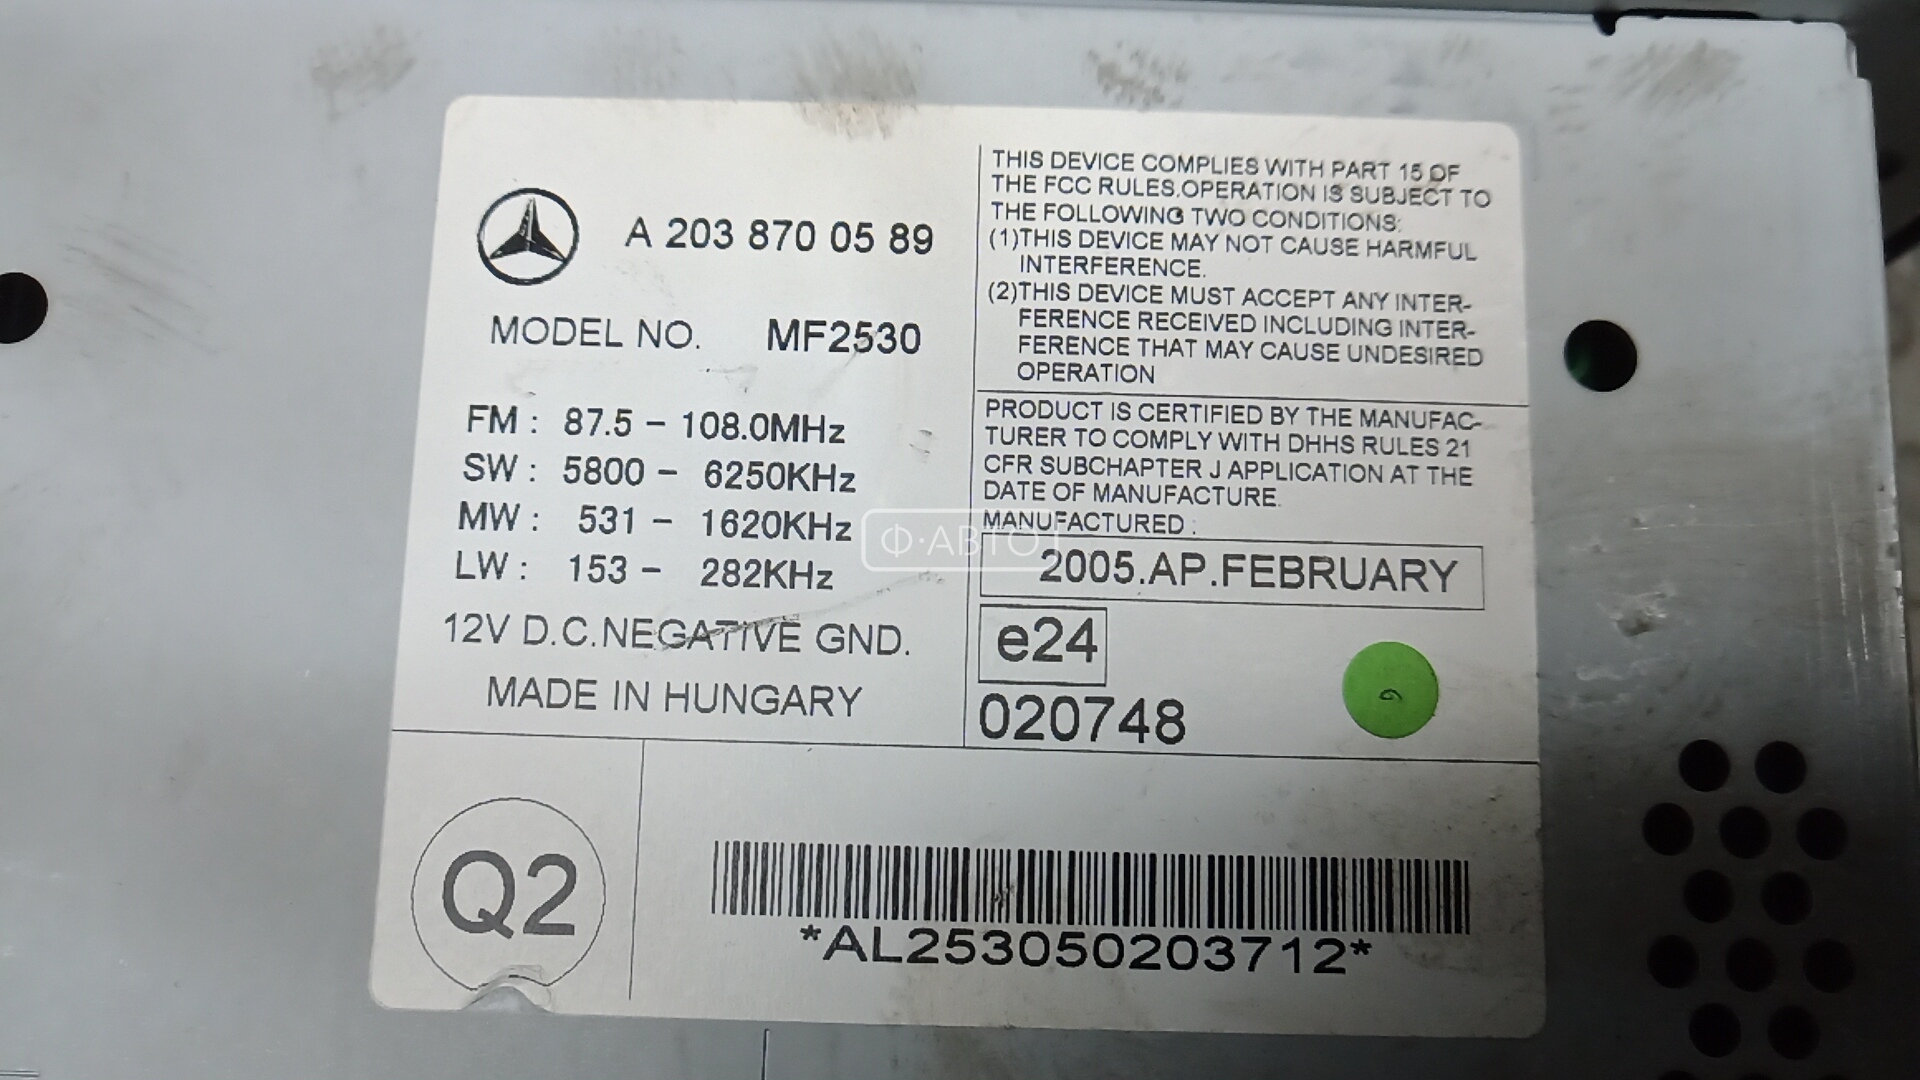 A 203 870 05 89
MODEL NO. MF2530
FM : 87.5 - 108.0MHz
SW : 5800 - 6250KHz
MW : 531 - 1620KHz
LW : 153 - 282KHz
12V D.C.NEGATIVE GND.
MADE IN HUNGARY
THIS DEVICE COMPLIES WITH PART 15 OF
THE FCC RULES.OPERATION IS SUBJECT TO
THE FOLLOWING TWO CONDITIONS:
(1)THIS DEVICE MAY NOT CAUSE HARMFUL
INTERFERENCE.
(2)THIS DEVICE MUST ACCEPT ANY INTER-
FERENCE RECEIVED INCLUDING INTER-
FERENCE THAT MAY CAUSE UNDESIRED
OPERATION
PRODUCT IS CERTIFIED BY THE MANUFAC-
TURER TO COMPLY WITH DHHS RULES 21
CFR SUBCHAPTER J APPLICATION AT THE
DATE OF MANUFACTURE.
MANUFACTURED :
2005.AP.FEBRUARY
e24
020748
Ф·АВТО
Q2
*AL253050203712*